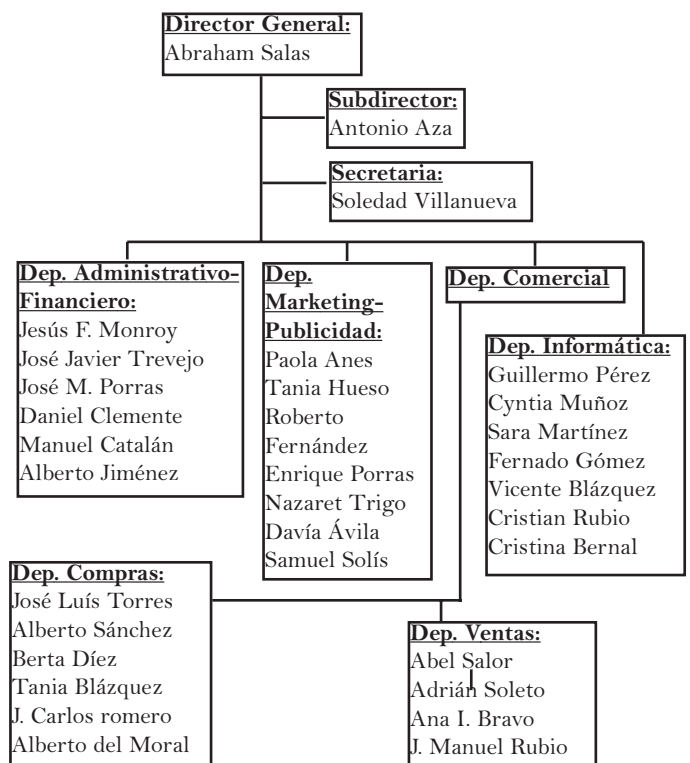 Director General:
Abraham Salas
Subdirector:
Antonio Aza
Secretaria:
Soledad Villanueva
Dep. Administrativo-
Financiero:
Jesús F. Monroy
José Javier Trevejo
José M. Porras
Daniel Clemente
Manuel Catalán
Alberto Jiménez
Dep.
Marketing-
Publicidad:
Paola Anes
Tania Hueso
Roberto
Fernández
Enrique Porras
Nazaret Trigo
Davía Ávila
Samuel Solís
Dep. Comercial
Dep. Informática:
Guillermo Pérez
Cyntia Muñoz
Sara Martínez
Fernado Gómez
Vicente Blázquez
Cristian Rubio
Cristina Bernal
Dep. Compras:
José Luís Torres
Alberto Sánchez
Berta Díez
Tania Blázquez
J. Carlos romero
Alberto del Moral
Dep. Ventas:
Abel Salor
Adrián Soleto
Ana I. Bravo
J. Manuel Rubio